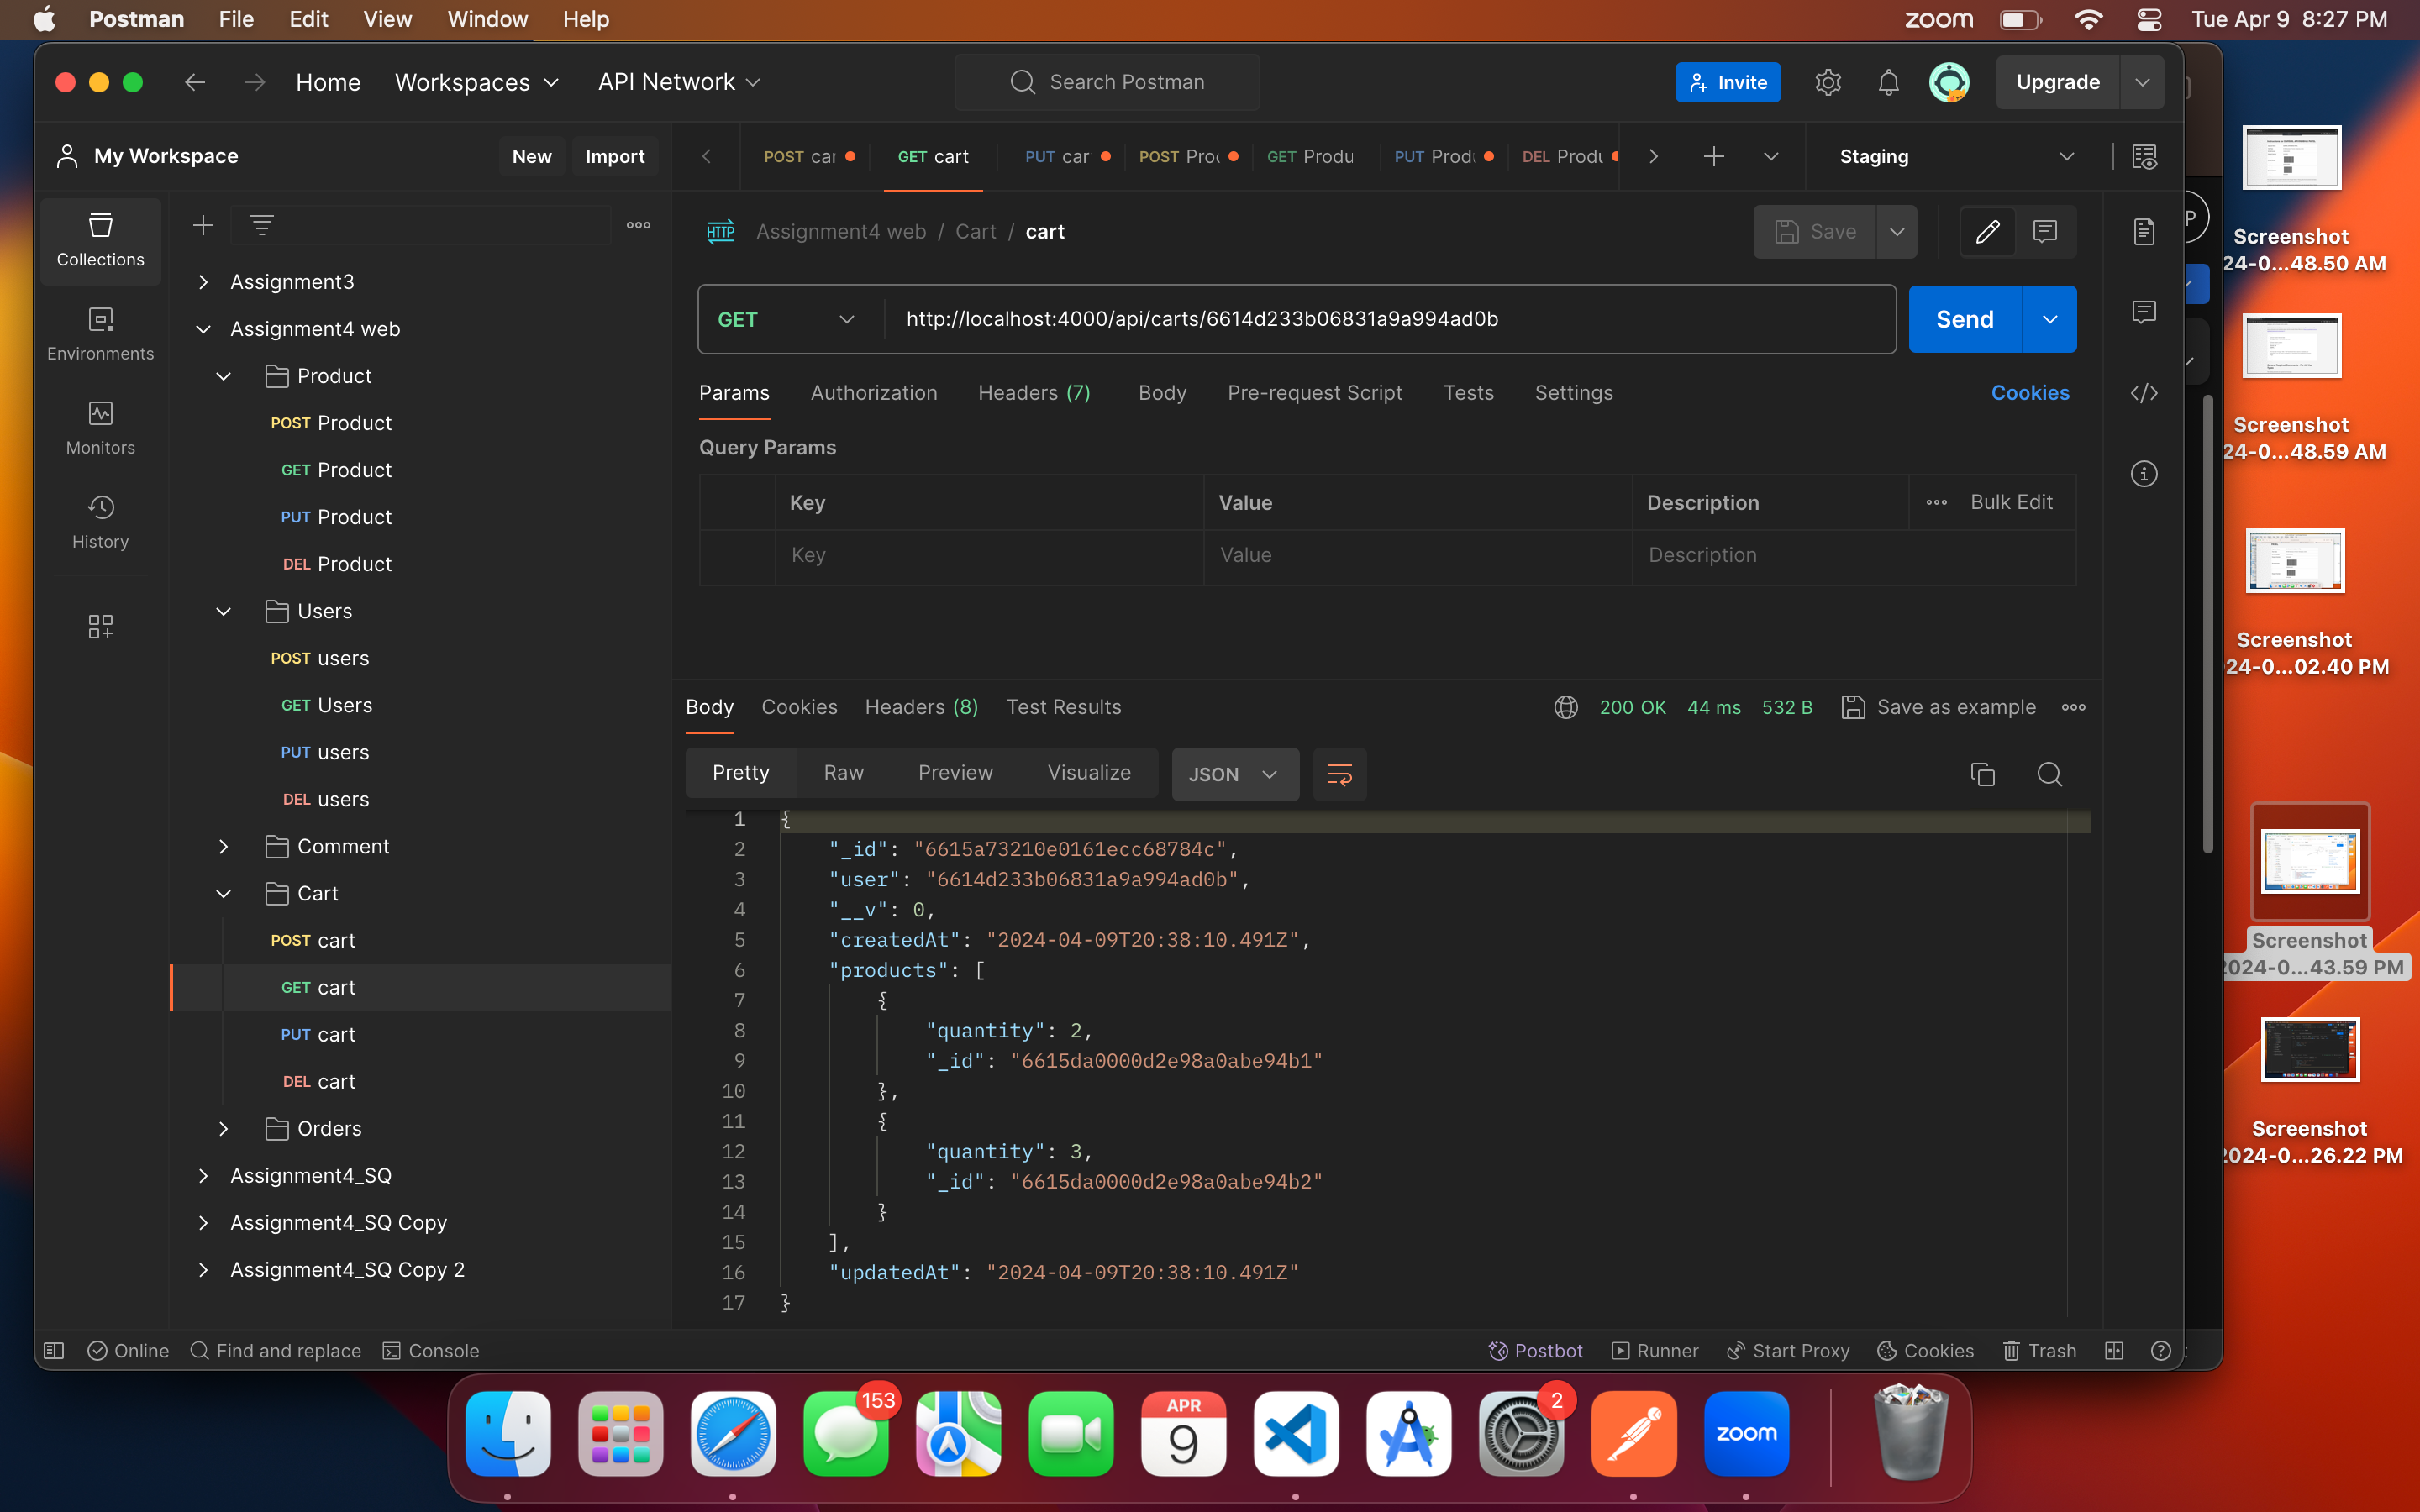 Postman File Edit View Window Help
zoom Tue Apr 9 8:27 PM
Home Workspaces API Network
Search Postman
Invite Upgrade
My Workspace New Import
POST car GET cart PUT car POST Prod GET Produ PUT Produ DEL Produ
Staging
Collections
Environments
Monitors
History
Assignment3
Assignment4 web
Product
POST Product
GET Product
PUT Product
DEL Product
Users
POST users
GET Users
PUT users
DEL users
Comment
Cart
POST cart
GET cart
PUT cart
DEL cart
Orders
Assignment4_SQ
Assignment4_SQ Copy
Assignment4_SQ Copy 2
HTTP Assignment4 web / Cart / cart
Save
GET http://localhost:4000/api/carts/6614d233b06831a9a994ad0b
Send
Params Authorization Headers (7) Body Pre-request Script Tests Settings Cookies
Query Params
Key Value Description Bulk Edit
Key Value Description
Body Cookies Headers (8) Test Results
200 OK 44 ms 532 B Save as example
Pretty Raw Preview Visualize JSON
1 {
2 "_id": "6615a73210e0161ecc68784c",
3 "user": "6614d233b06831a9a994ad0b",
4 "__v": 0,
5 "createdAt": "2024-04-09T20:38:10.491Z",
6 "products": [
7 {
8 "quantity": 2,
9 "_id": "6615da0000d2e98a0abe94b1"
10 },
11 {
12 "quantity": 3,
13 "_id": "6615da0000d2e98a0abe94b2"
14 }
15 ],
16 "updatedAt": "2024-04-09T20:38:10.491Z"
17 }
Online Find and replace Console
Postbot Runner Start Proxy Cookies Trash
P
Screenshot
24-0...48.50 AM
Screenshot
24-0...48.59 AM
Screenshot
24-0...02.40 PM
Screenshot
2024-0...43.59 PM
Screenshot
2024-0...26.22 PM
153
APR
9
2
zoom